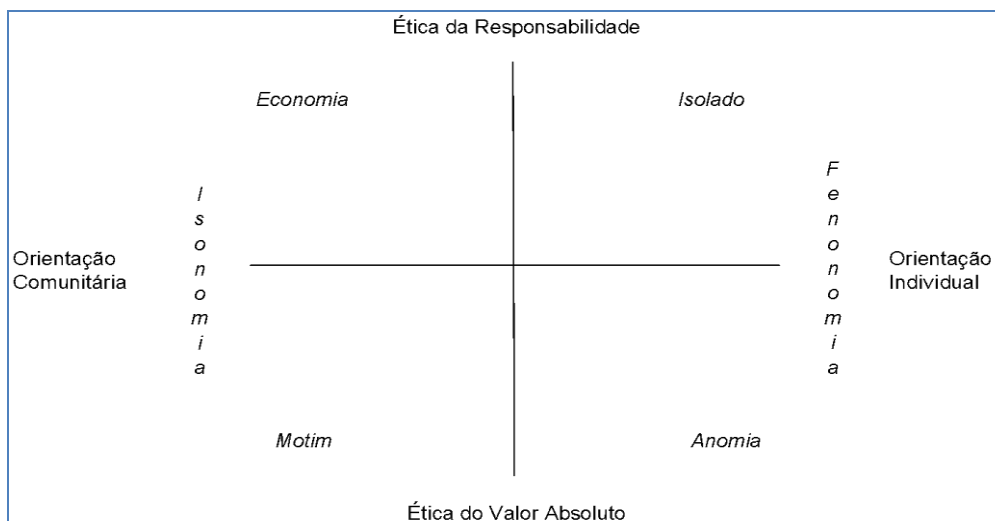 Ética da Responsabilidade
Economia
Isolado
Isonomia
Fenonomia
Orientação
Comunitária
Orientação
Individual
Motim
Anomia
Ética do Valor Absoluto